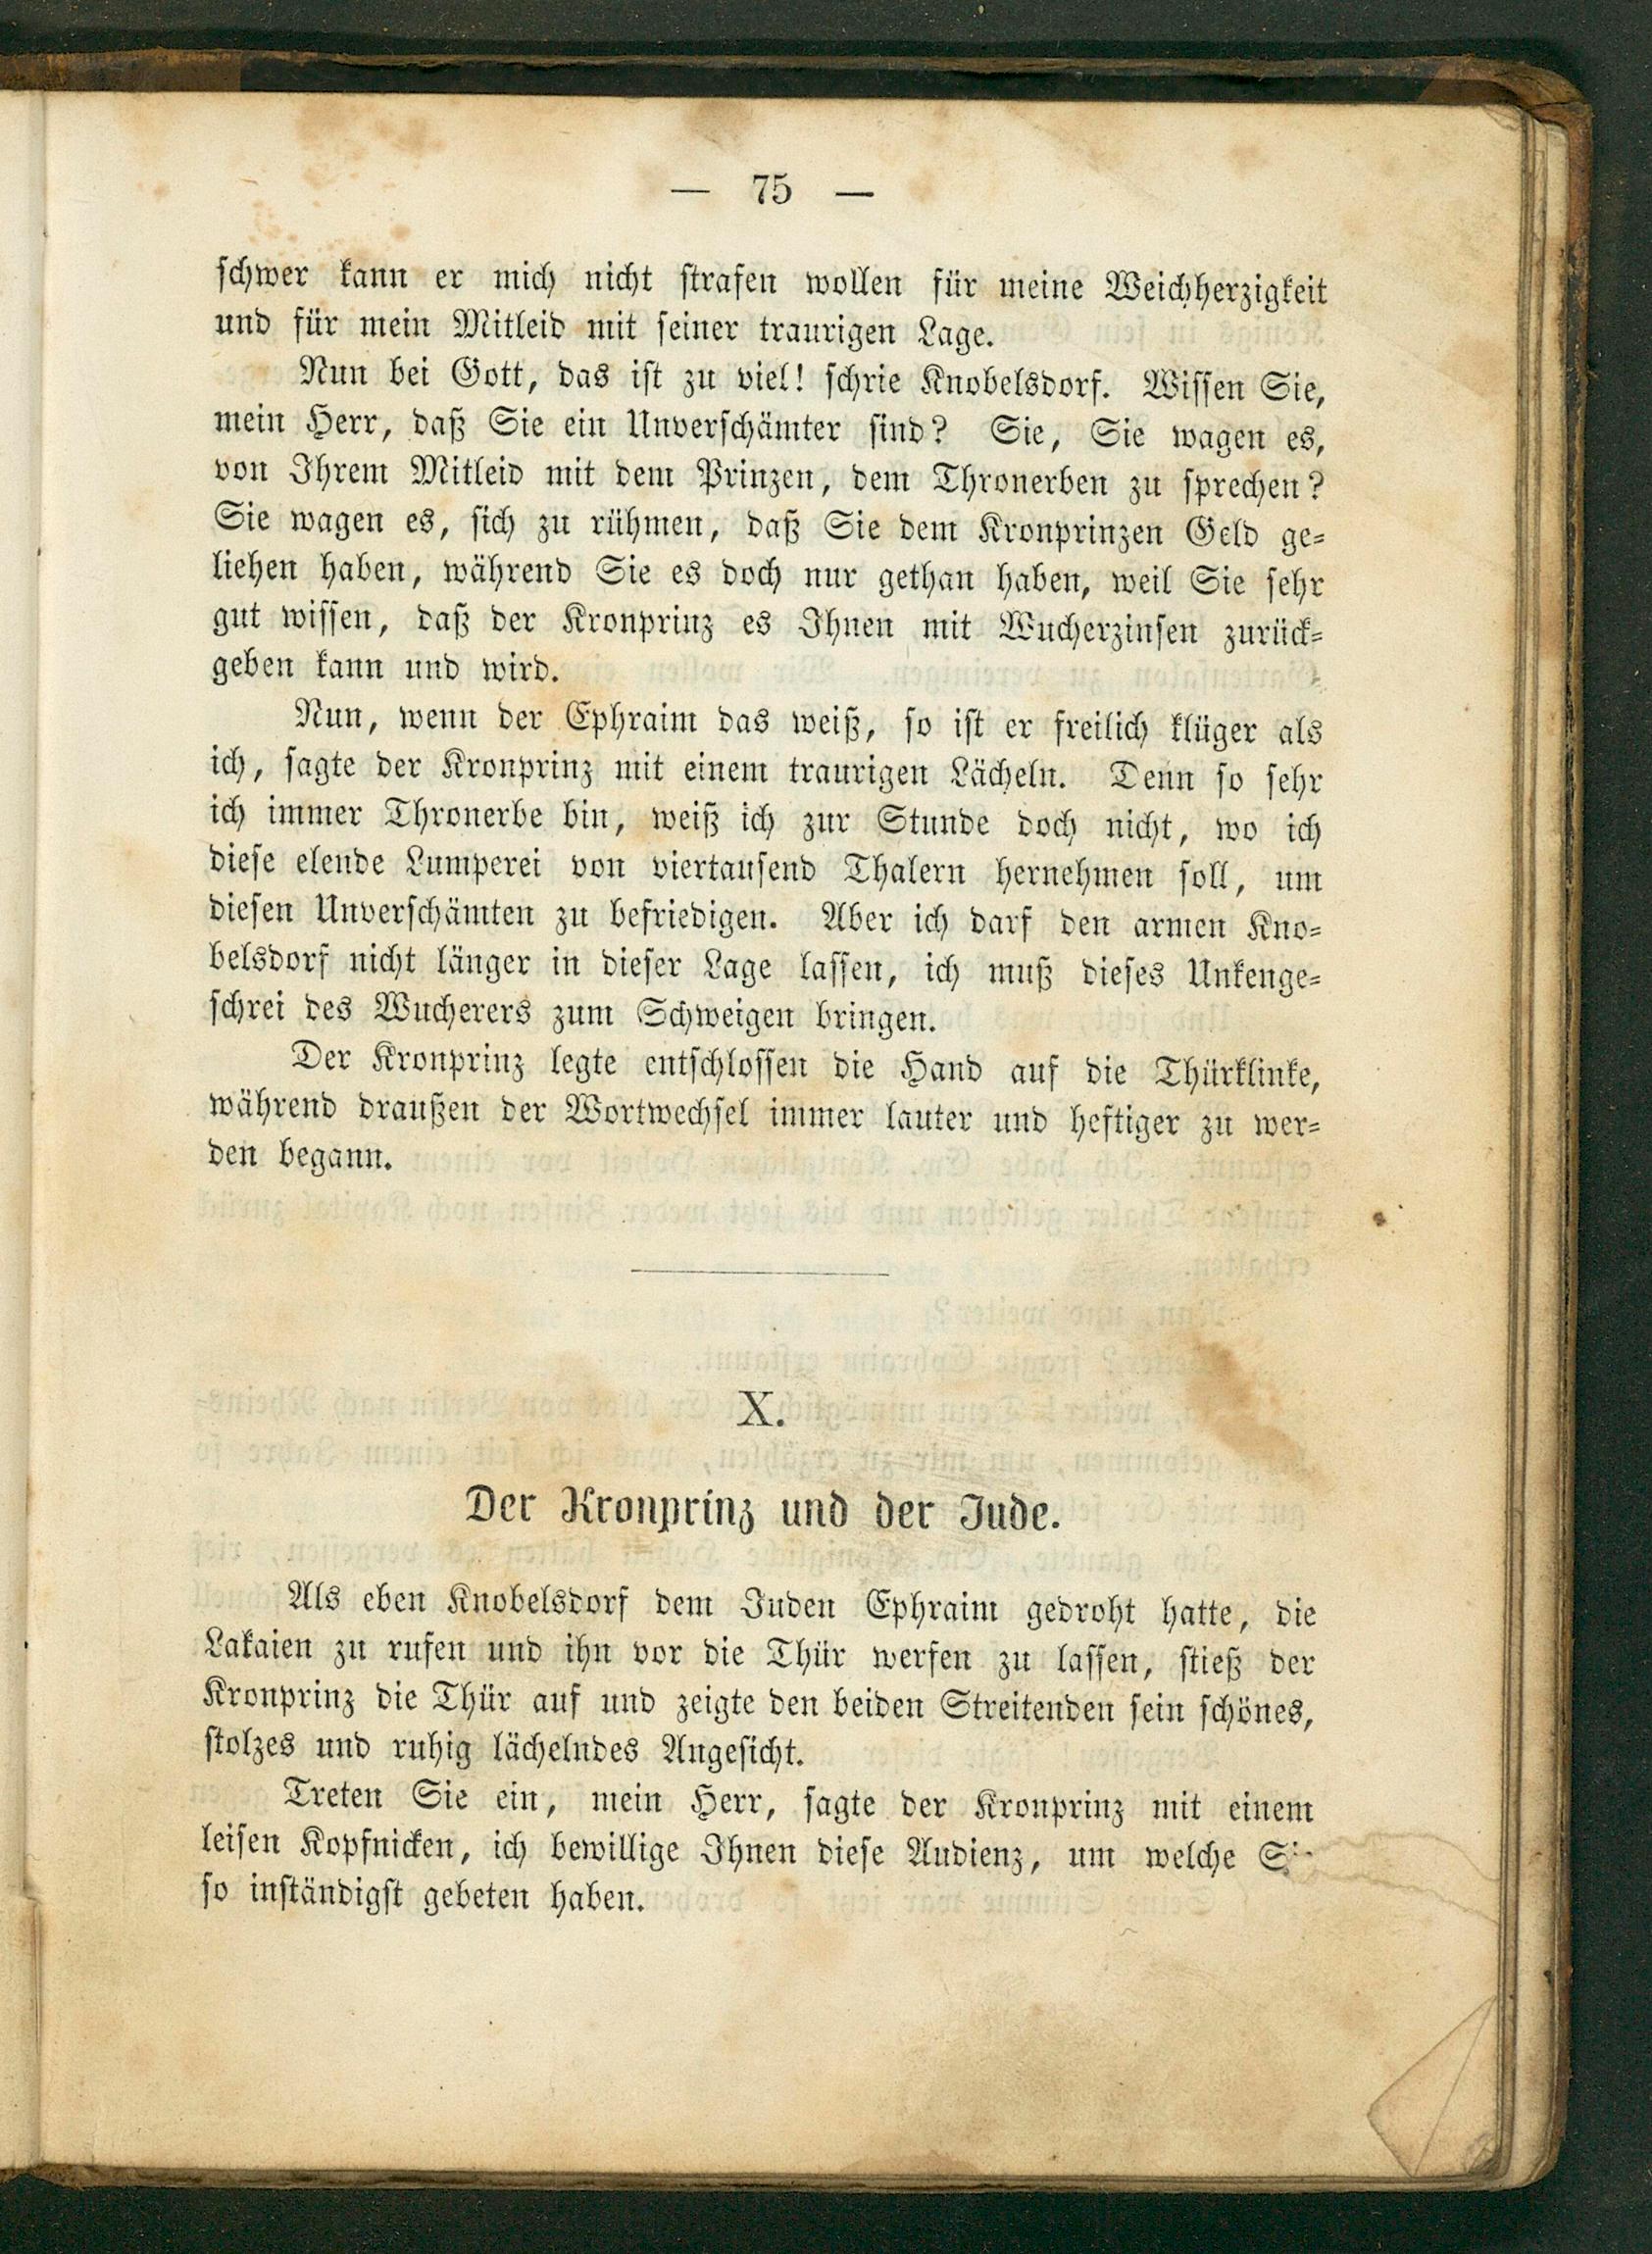 — 75 —
schwer kann er mich nicht strafen wollen für meine Weichherzigkeit
und für mein Mitleid mit seiner traurigen Lage.
Nun bei Gott, das ist zu viel! schrie Knobelsdorf. Wissen Sie,
mein Herr, daß Sie ein Unverschämter sind? Sie, Sie wagen es,
von Ihrem Mitleid mit dem Prinzen, dem Thronerben zu sprechen?
Sie wagen es, sich zu rühmen, daß Sie dem Kronprinzen Geld ge-
liehen haben, während Sie es doch nur gethan haben, weil Sie sehr
gut wissen, daß der Kronprinz es Ihnen mit Wucherzinsen zurück-
geben kann und wird.
Nun, wenn der Ephraim das weiß, so ist er freilich klüger als
ich, sagte der Kronprinz mit einem traurigen Lächeln. Denn so sehr
ich immer Thronerbe bin, weiß ich zur Stunde doch nicht, wo ich
diese elende Lumperei von viertausend Thalern hernehmen soll, um
diesen Unverschämten zu befriedigen. Aber ich darf den armen Kno-
belsdorf nicht länger in dieser Lage lassen, ich muß dieses Unkenge-
schrei des Wucherers zum Schweigen bringen.
Der Kronprinz legte entschlossen die Hand auf die Thürklinke,
während draußen der Wortwechsel immer lauter und heftiger zu wer-
den begann.
X.
Der Kronprinz und der Jude.
Als eben Knobelsdorf dem Juden Ephraim gedroht hatte, die
Lakaien zu rufen und ihn vor die Thür werfen zu lassen, stieß der
Kronprinz die Thür auf und zeigte den beiden Streitenden sein schönes,
stolzes und ruhig lächelndes Angesicht.
Treten Sie ein, mein Herr, sagte der Kronprinz mit einem
leisen Kopfnicken, ich bewillige Ihnen diese Audienz, um welche Sie
so inständigst gebeten haben.